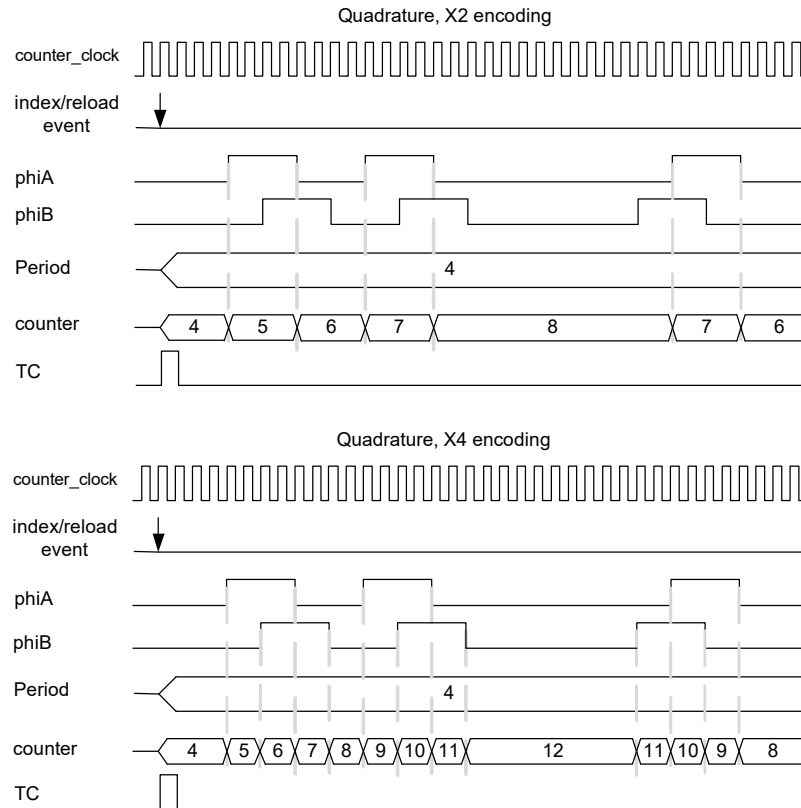 Quadrature, X2 encoding
counter_clock
index/reload
event
phiA
phiB
Period
4
counter
4 5 6 7 8 7 6
TC
Quadrature, X4 encoding
counter_clock
index/reload
event
phiA
phiB
Period
4
counter
4 5 6 7 8 9 10 11 12 11 10 9 8
TC